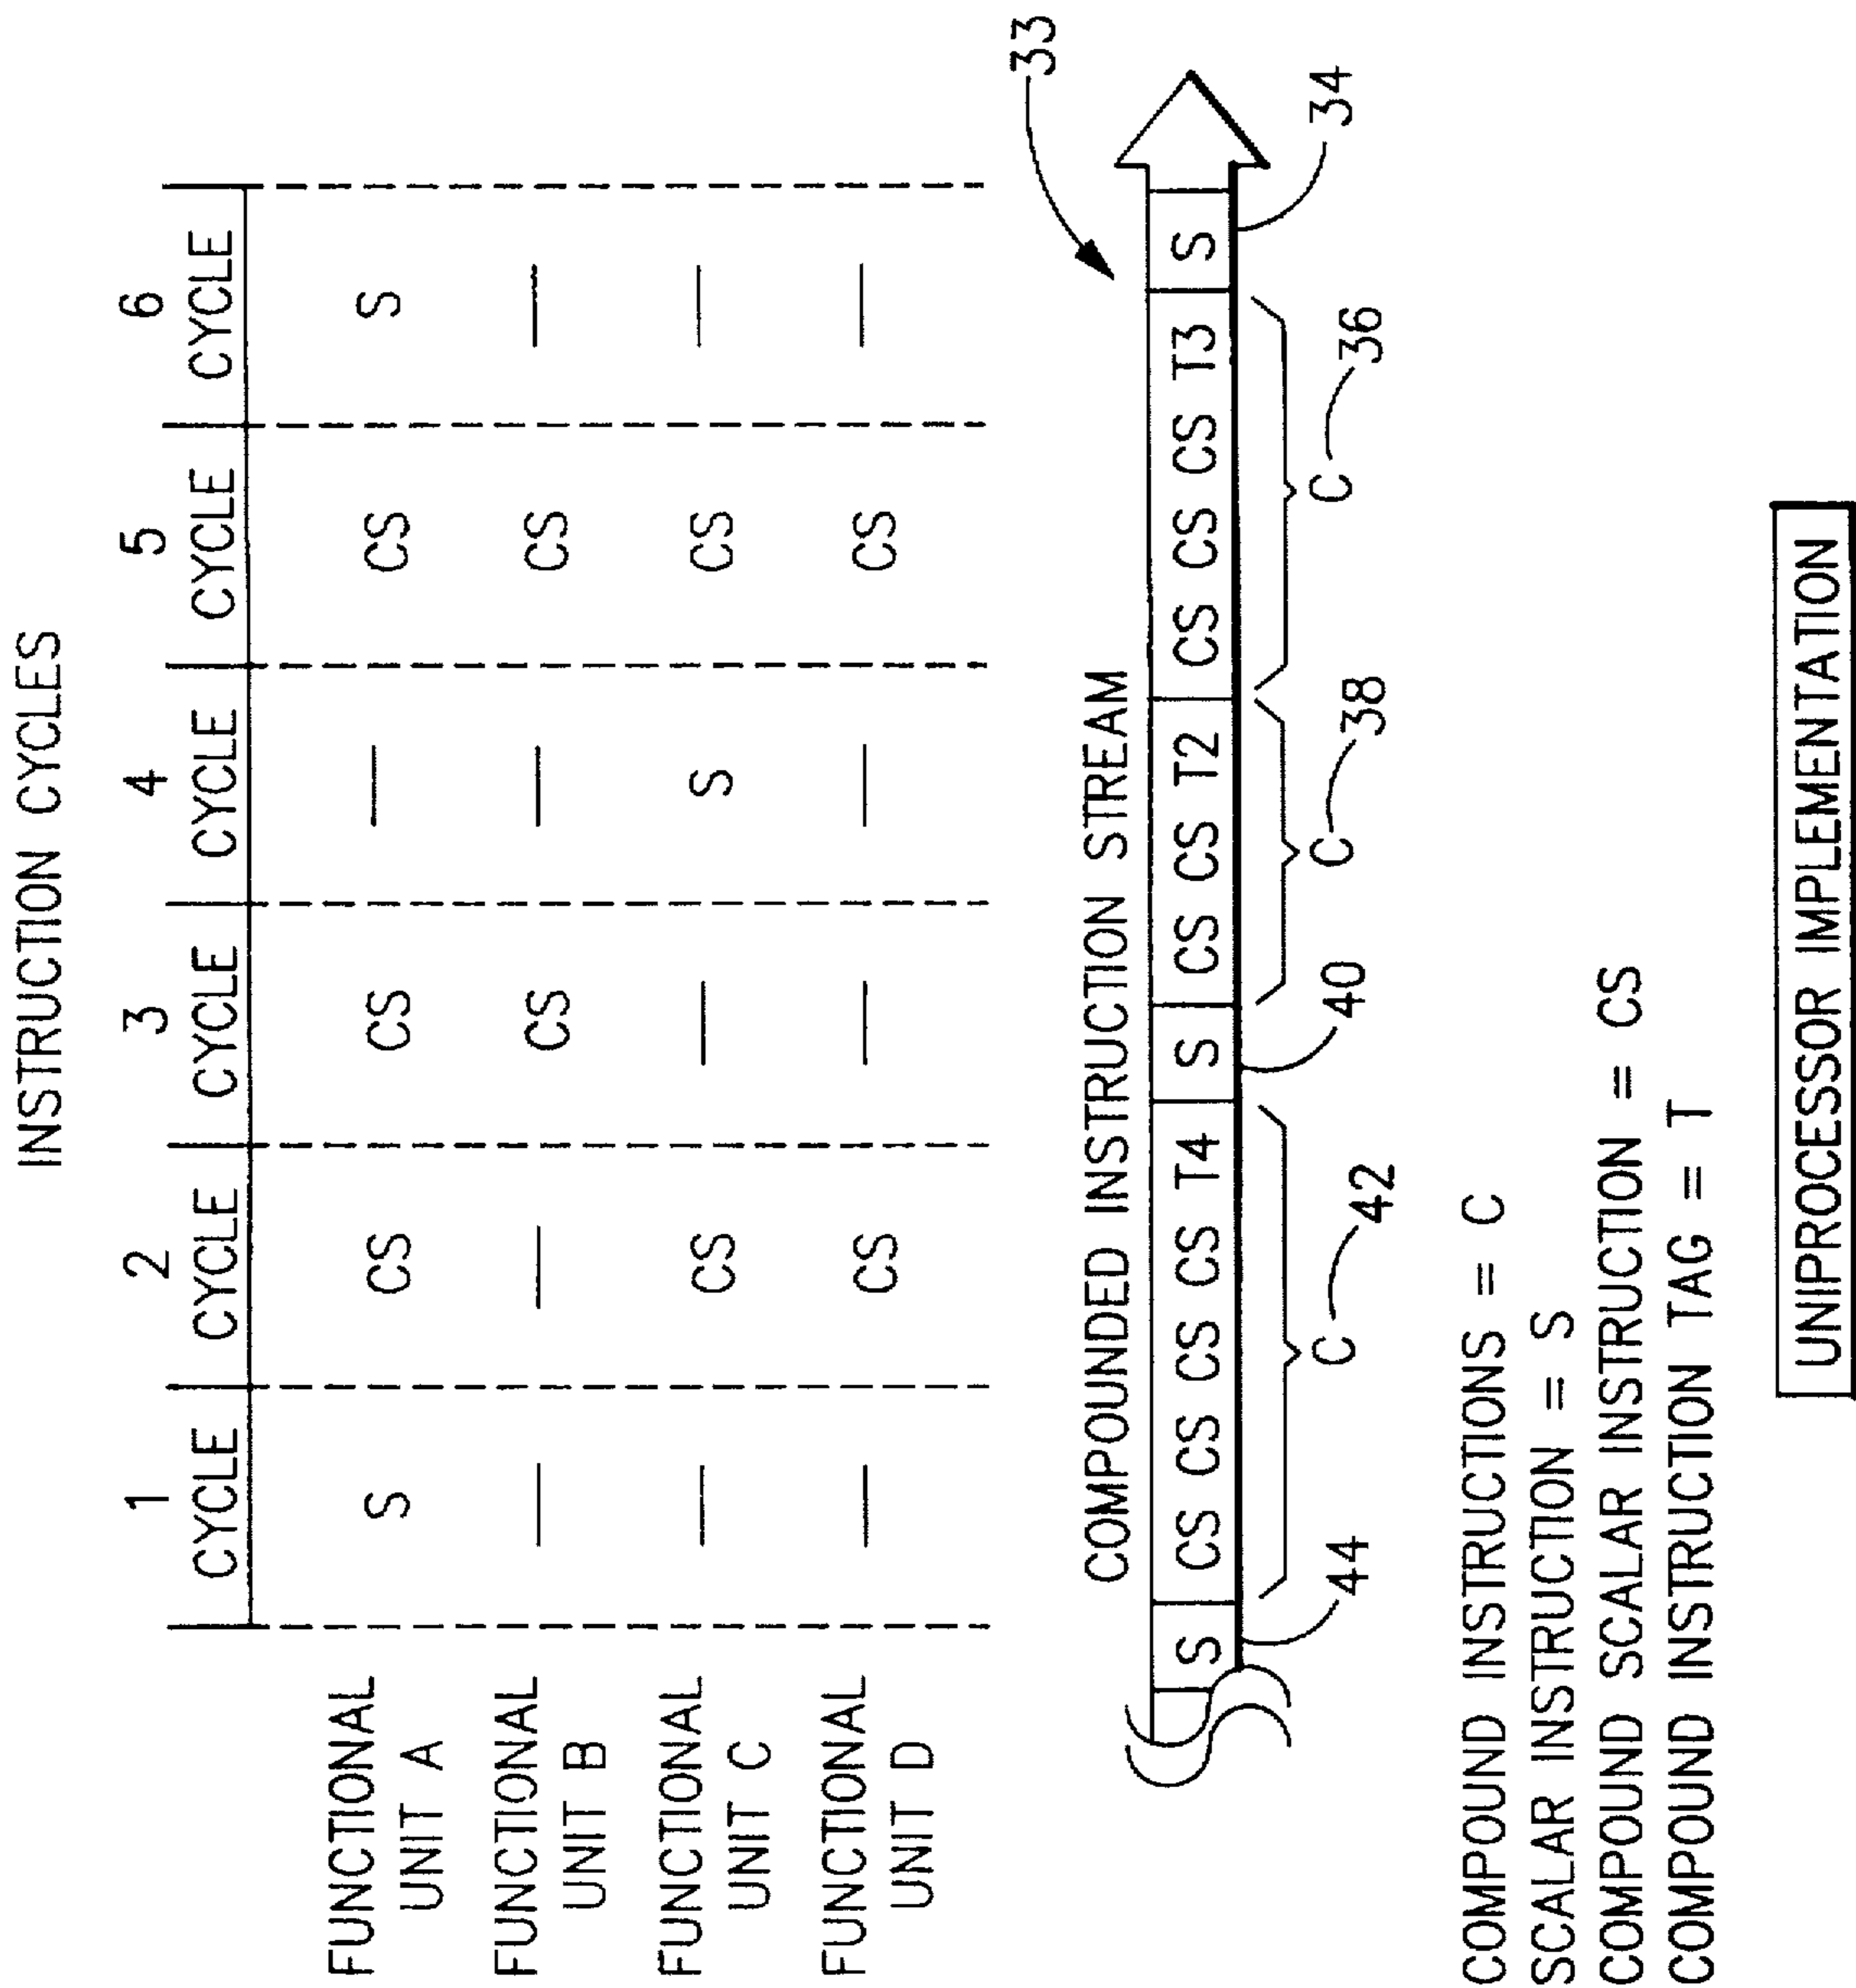 INSTRUCTION CYCLES
1 2 3 4 5 6
CYCLE CYCLE CYCLE CYCLE CYCLE CYCLE
FUNCTIONAL UNIT A S CS CS — CS S
FUNCTIONAL UNIT B — — CS — CS —
FUNCTIONAL UNIT C — CS — S CS —
FUNCTIONAL UNIT D — CS — — CS —
COMPOUNDED INSTRUCTION STREAM
33
S CS CS CS CS T4 S CS CS T2 CS CS CS T3 S
44 C 42 40 C 38 C 36 34
COMPOUND INSTRUCTIONS = C
SCALAR INSTRUCTION = S
COMPOUND SCALAR INSTRUCTION = CS
COMPOUND INSTRUCTION TAG = T
UNIPROCESSOR IMPLEMENTATION